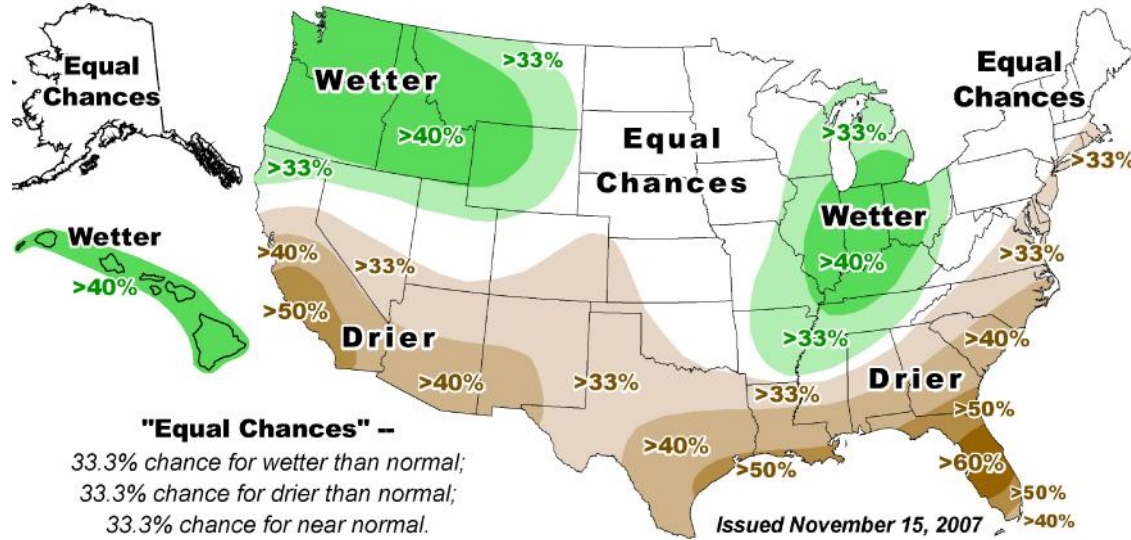 Equal
Chances
Wetter
>40%
Wetter
>33%
>40%
>33%
Equal
Chances
Equal
Chances
>33%
Wetter
>40%
>33%
>33%
>33%
>40%
>33%
>50%
Drier
>40%
>33%
>33%
Drier
>40%
>50%
>40%
>50%
>60%
>50%
>40%
"Equal Chances" --
33.3% chance for wetter than normal;
33.3% chance for drier than normal;
33.3% chance for near normal.
Issued November 15, 2007